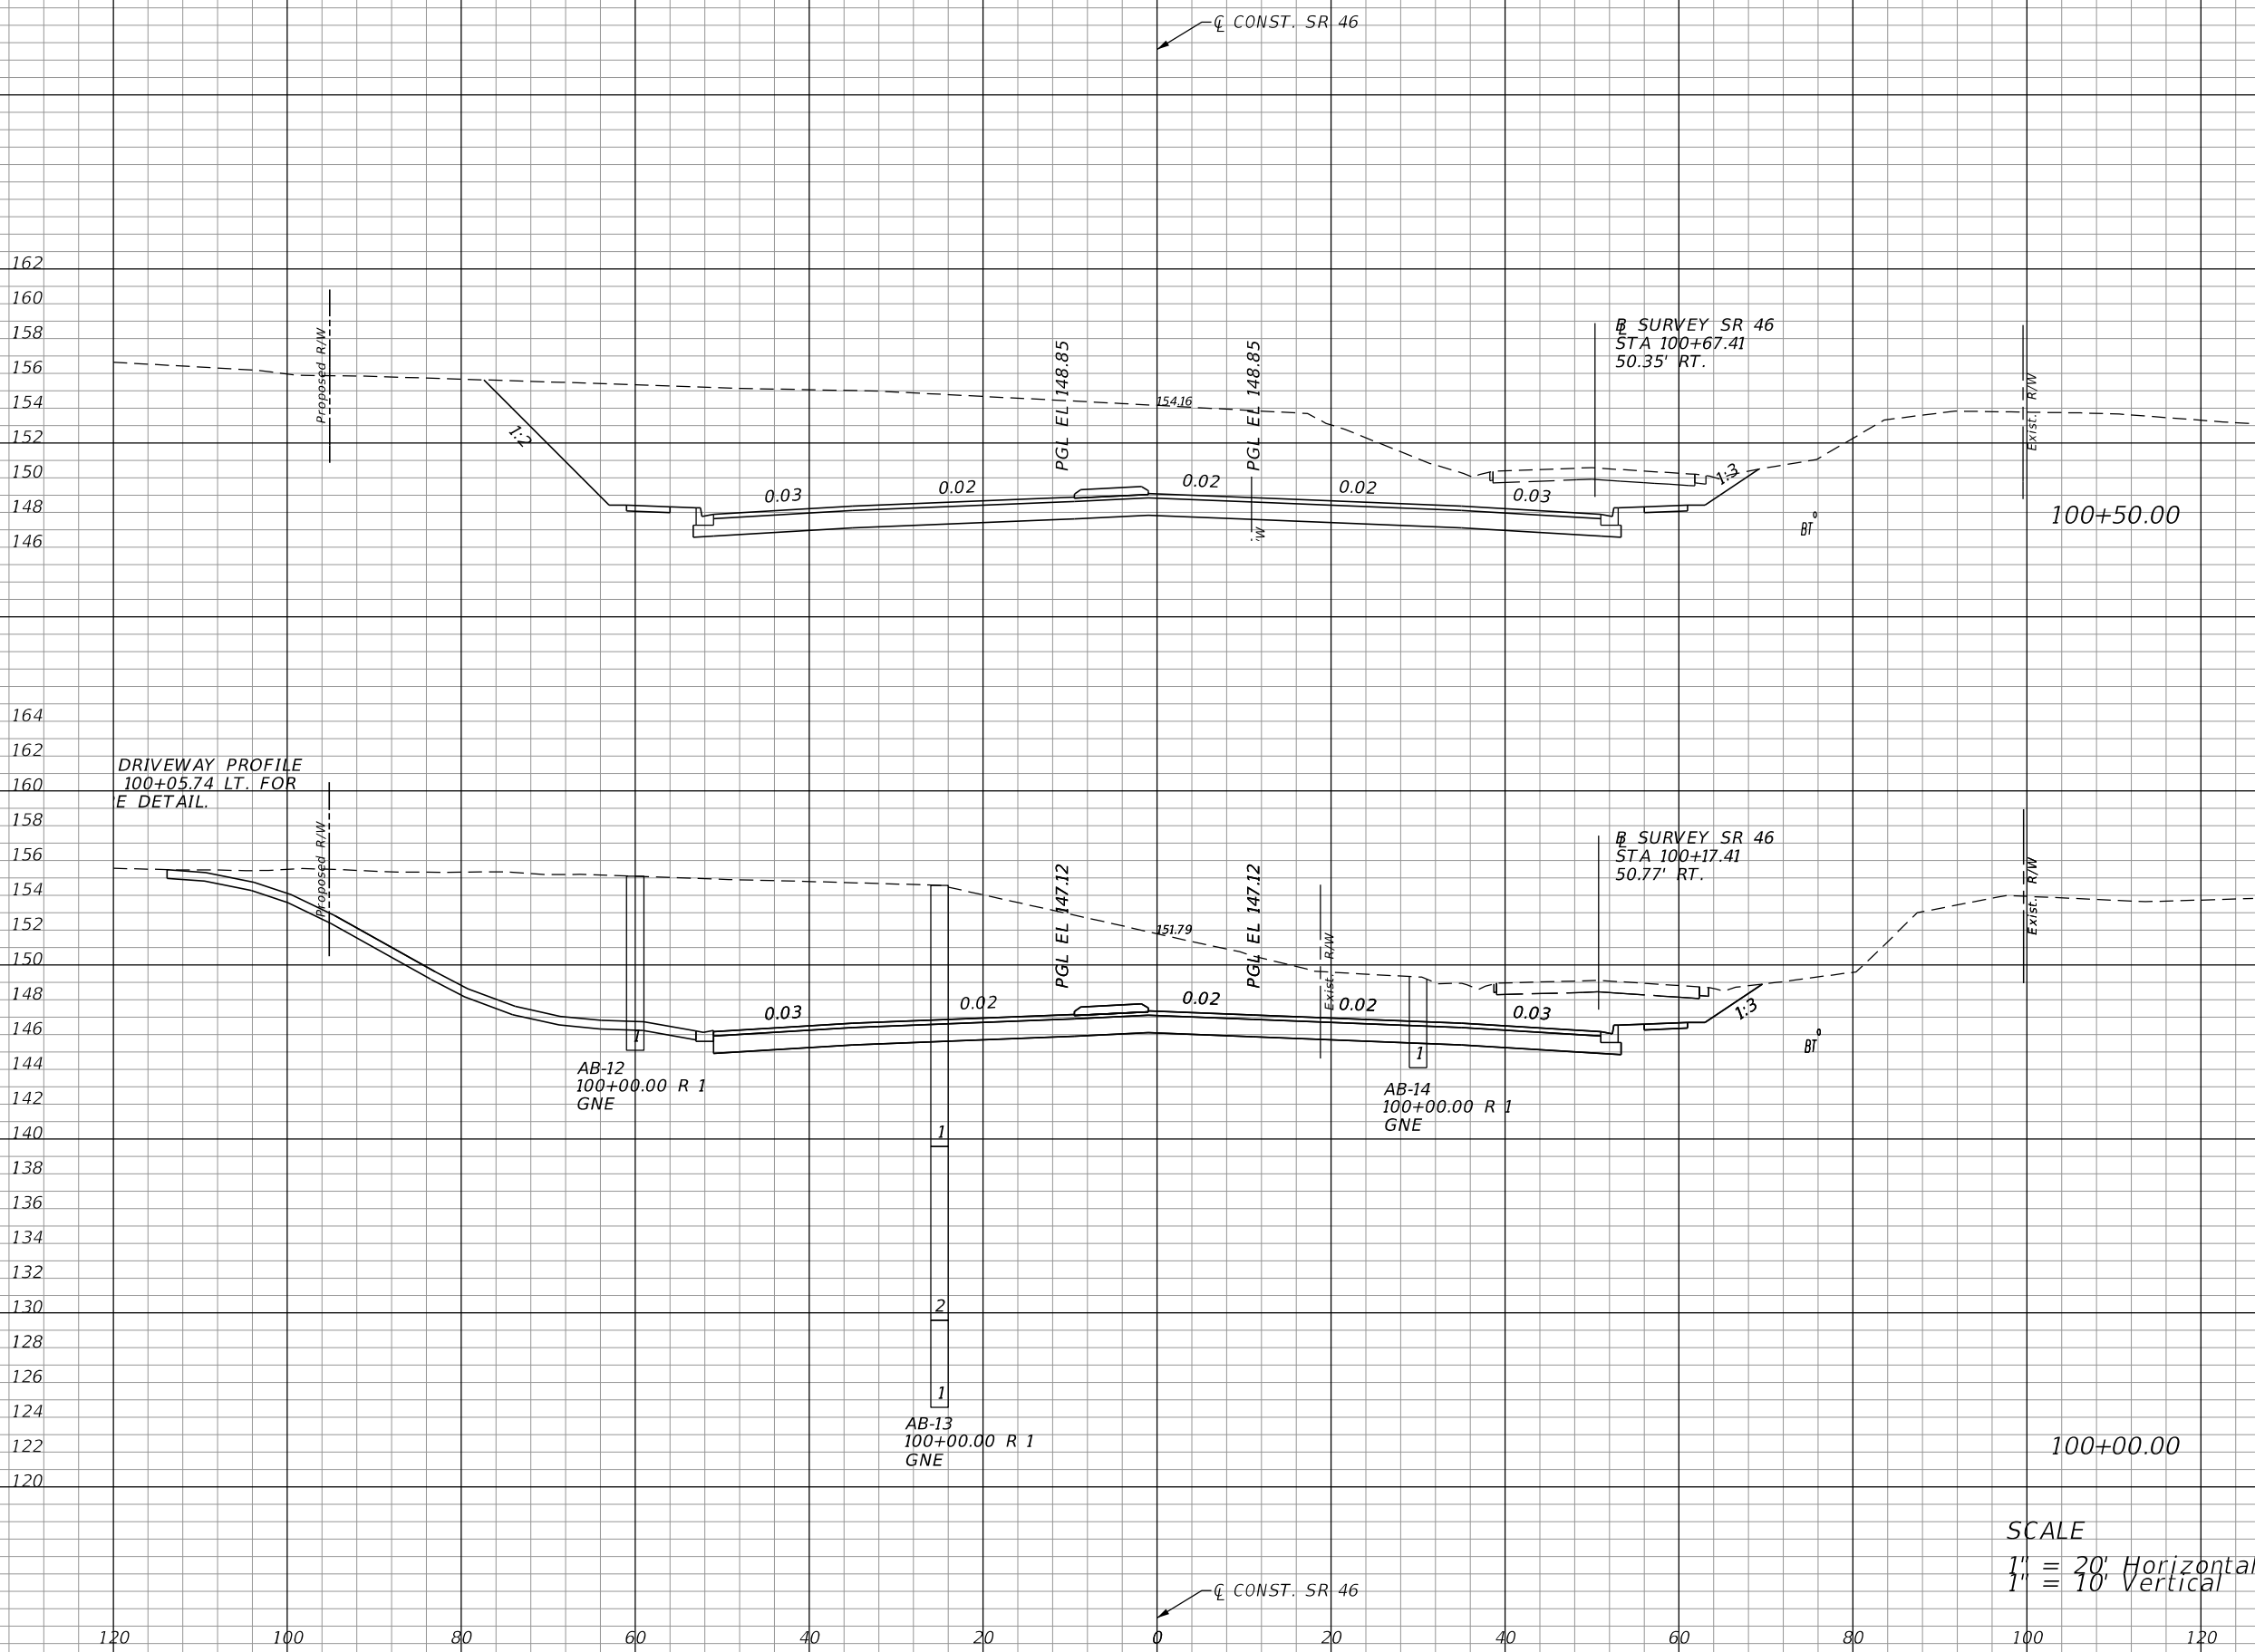 ℄ CONST. SR 46
162
160
158
156
154
152
150
148
146
Proposed R/W
1:2
0.03
0.02
PGL EL 148.85
154.16
0.02
PGL EL 148.85
0.02
0.03
BL SURVEY SR 46
STA 100+67.41
50.35' RT.
1:3
BT
Exist. R/W
100+50.00
164
162
160
158
156
154
152
150
148
146
144
142
140
138
136
134
132
130
128
126
124
122
120
DRIVEWAY PROFILE
100+05.74 LT. FOR
E DETAIL.
Proposed R/W
1
AB-12
100+00.00 R 1
GNE
0.03
0.02
PGL EL 147.12
151.79
0.02
PGL EL 147.12
Exist. R/W
0.02
0.03
BL SURVEY SR 46
STA 100+17.41
50.77' RT.
1:3
BT
Exist. R/W
1
AB-14
100+00.00 R 1
GNE
1
2
1
AB-13
100+00.00 R 1
GNE
100+00.00
SCALE
1" = 20' Horizontal
1" = 10' Vertical
℄ CONST. SR 46
120 100 80 60 40 20 0 20 40 60 80 100 120